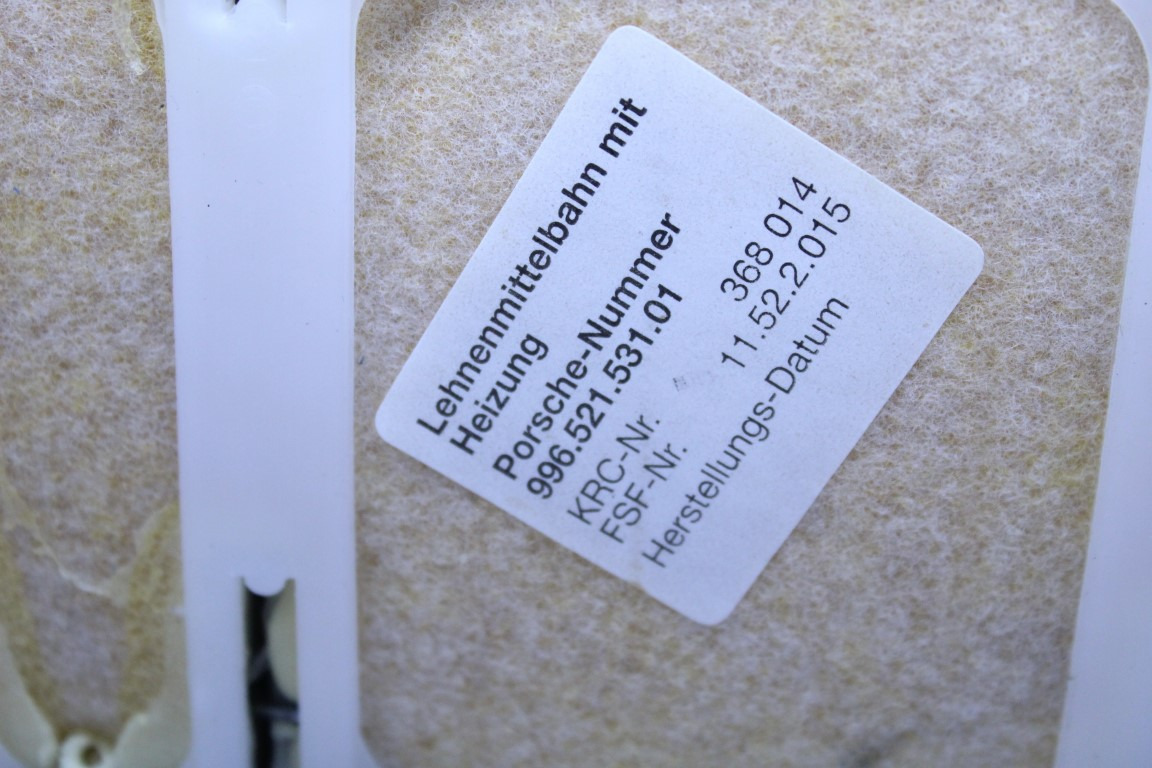 Lehnenmittelbahn mit
Heizung
Porsche-Nummer
996.521.531.01
KRC-Nr. 368 014
FSF-Nr. 11.52.2.015
Herstellungs-Datum